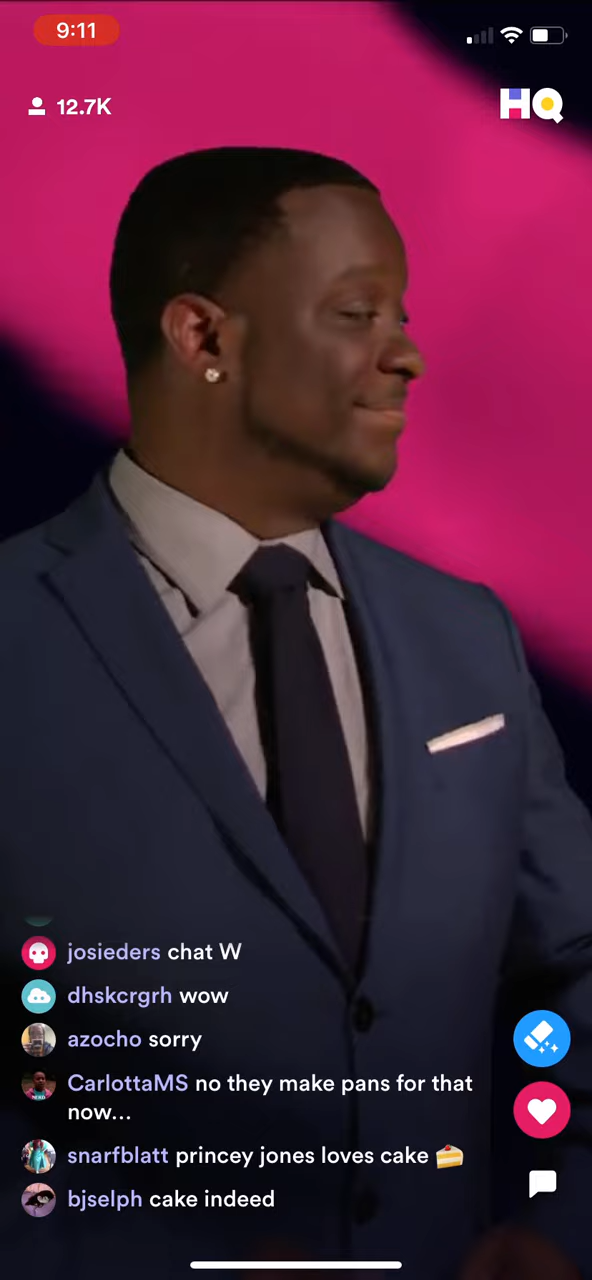 9:11
12.7K
HQ
josieders chat W
dhskcrgrh wow
azocho sorry
CarlottaMS no they make pans for that
now...
snarfblatt princey jones loves cake 🍰
bjselph cake indeed